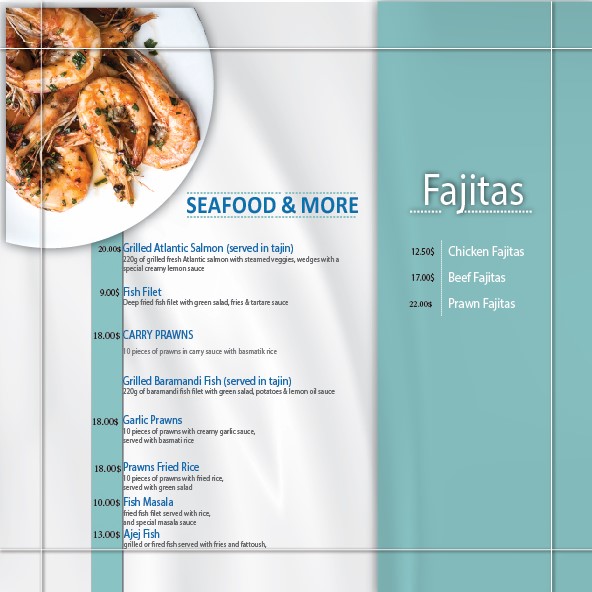 SEAFOOD & MORE
20.00$ Grilled Atlantic Salmon (served in tajin)
220g of grilled fresh Atlantic salmon with steamed veggies, wedges with a
special creamy lemon sauce
9.00$ Fish Filet
Deep fried fish filet with green salad, fries & tartare sauce
18.00$ CARRY PRAWNS
10 pieces of prawns in carry sauce with basmatik rice
Grilled Baramandi Fish (served in tajin)
220g of baramandi fish filet with green salad, potatoes & lemon oil sauce
18.00$ Garlic Prawns
10 pieces of prawns with creamy garlic sauce,
served with basmati rice
18.00$ Prawns Fried Rice
10 pieces of prawns with fried rice,
served with green salad
10.00$ Fish Masala
fried fish filet served with rice,
and special masala sauce
13.00$ Ajej Fish
grilled or fired fish served with fries and fattoush,
Fajitas
12.50$ Chicken Fajitas
17.00$ Beef Fajitas
22.00$ Prawn Fajitas